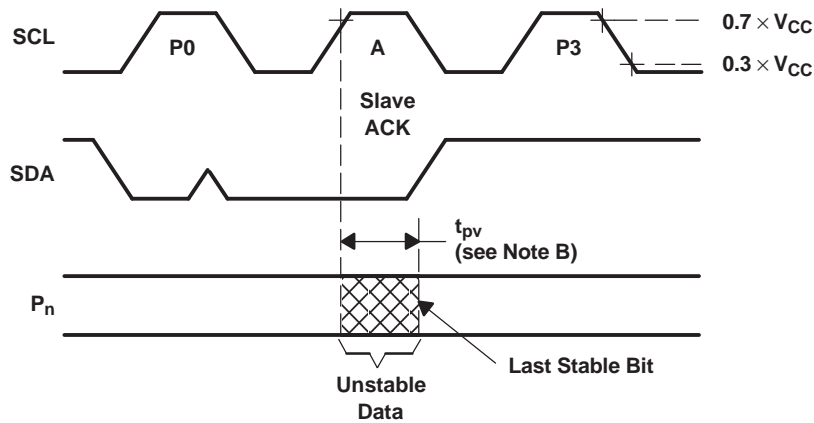 SCL
P0
A
P3
0.7 × VCC
0.3 × VCC
Slave
ACK
SDA
tpv
(see Note B)
Pn
Last Stable Bit
Unstable
Data